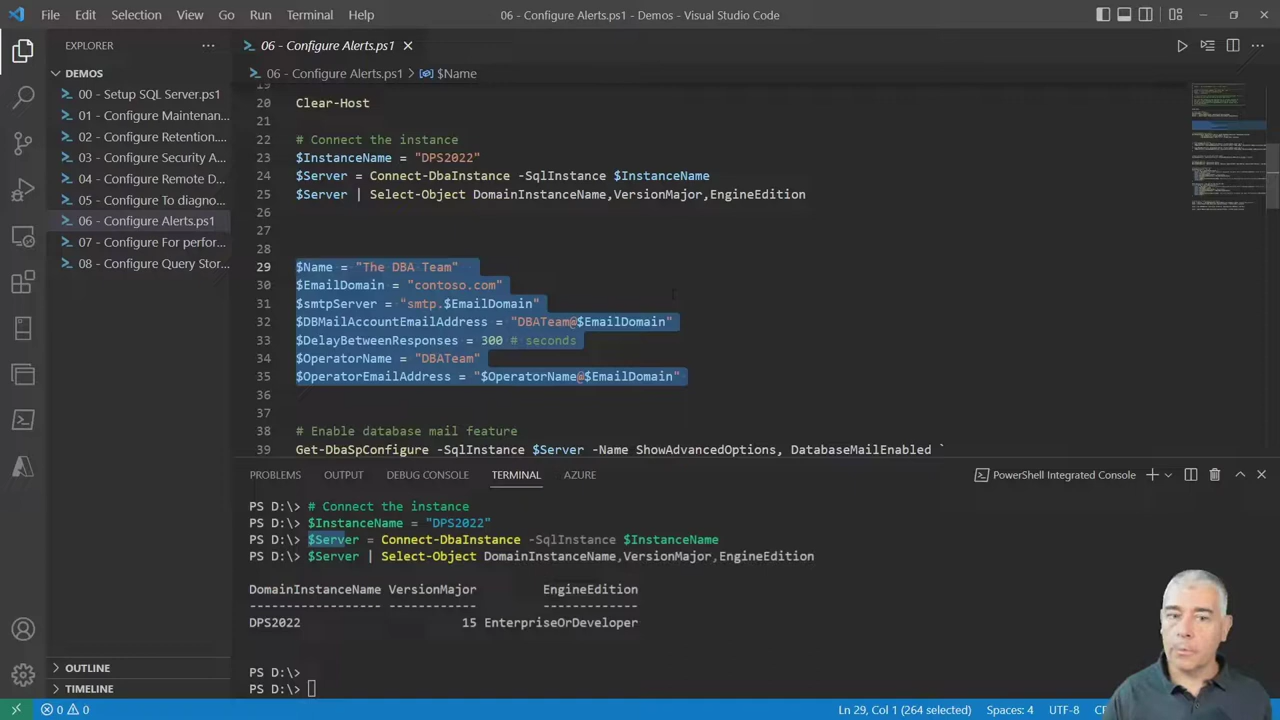 File Edit Selection View Go Run Terminal Help
06 - Configure Alerts.ps1 - Demos - Visual Studio Code
EXPLORER
DEMOS
00 - Setup SQL Server.ps1
01 - Configure Maintenan...
02 - Configure Retention....
03 - Configure Security A...
04 - Configure Remote D...
05 - Configure To diagno...
06 - Configure Alerts.ps1
07 - Configure For perfor...
08 - Configure Query Stor...
OUTLINE
TIMELINE
06 - Configure Alerts.ps1
06 - Configure Alerts.ps1 > $Name
19
20 Clear-Host
21
22 # Connect the instance
23 $InstanceName = "DPS2022"
24 $Server = Connect-DbaInstance -SqlInstance $InstanceName
25 $Server | Select-Object DomainInstanceName,VersionMajor,EngineEdition
26
27
28
29 $Name = "The DBA Team"
30 $EmailDomain = "contoso.com"
31 $smtpServer = "smtp.$EmailDomain"
32 $DBMailAccountEmailAddress = "DBATeam@$EmailDomain"
33 $DelayBetweenResponses = 300 # seconds
34 $OperatorName = "DBATeam"
35 $OperatorEmailAddress = "$OperatorName@$EmailDomain"
36
37
38 # Enable database mail feature
39 Get-DbaSpConfigure -SqlInstance $Server -Name ShowAdvancedOptions, DatabaseMailEnabled `
PROBLEMS OUTPUT DEBUG CONSOLE TERMINAL AZURE
PowerShell Integrated Console
PS D:\> # Connect the instance
PS D:\> $InstanceName = "DPS2022"
PS D:\> $Server = Connect-DbaInstance -SqlInstance $InstanceName
PS D:\> $Server | Select-Object DomainInstanceName,VersionMajor,EngineEdition
DomainInstanceName VersionMajor EngineEdition
------------------ ------------ -------------
DPS2022 15 EnterpriseOrDeveloper
PS D:\>
PS D:\>
0 0
Ln 29, Col 1 (264 selected) Spaces: 4 UTF-8